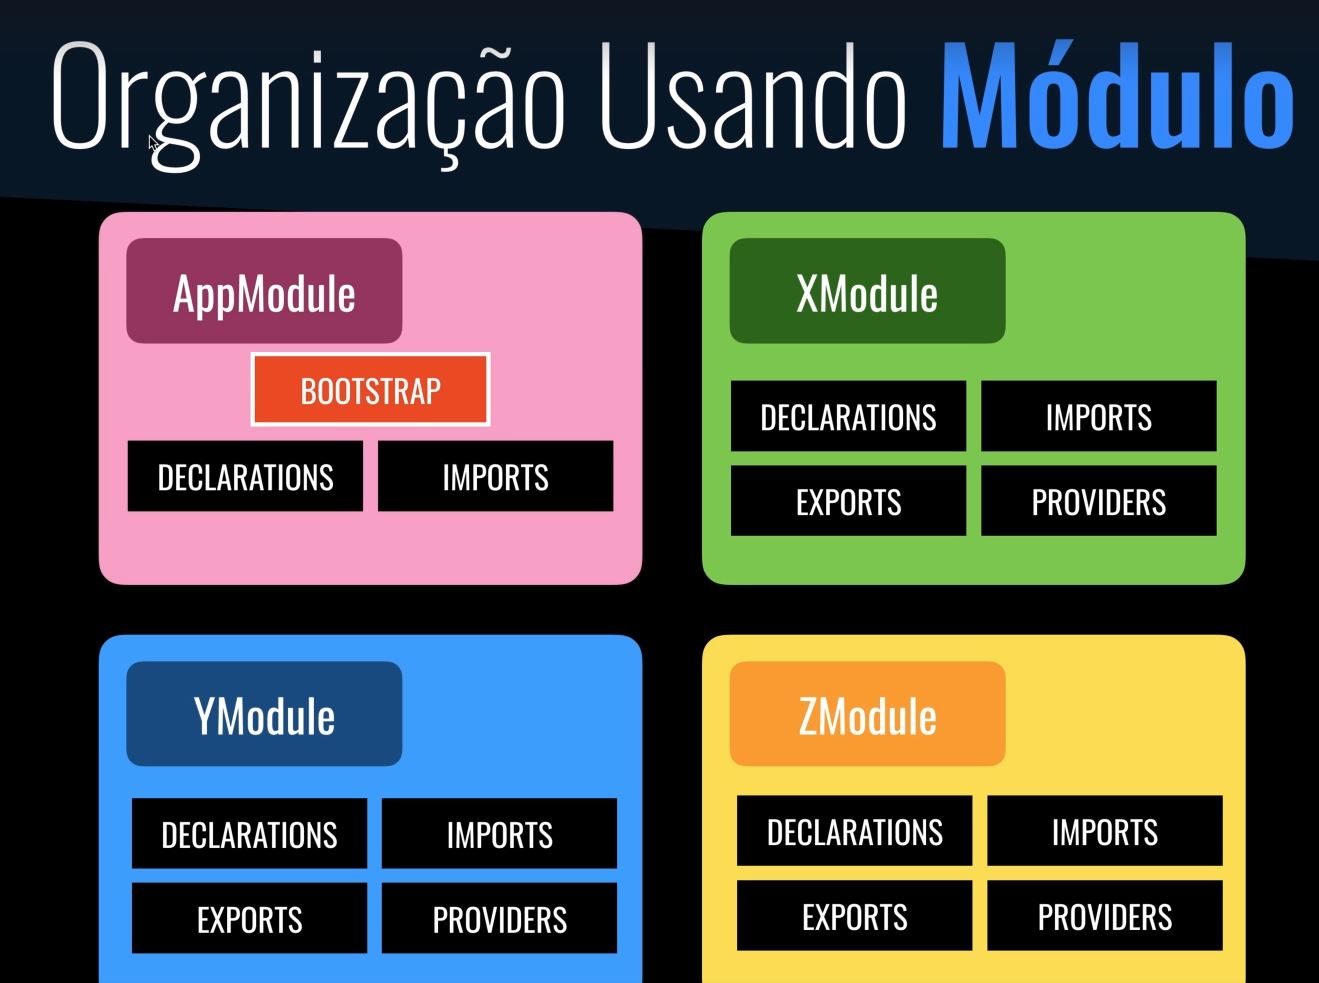 Organização Usando Módulo
AppModule
BOOTSTRAP
DECLARATIONS
IMPORTS
XModule
DECLARATIONS
IMPORTS
EXPORTS
PROVIDERS
YModule
DECLARATIONS
IMPORTS
EXPORTS
PROVIDERS
ZModule
DECLARATIONS
IMPORTS
EXPORTS
PROVIDERS